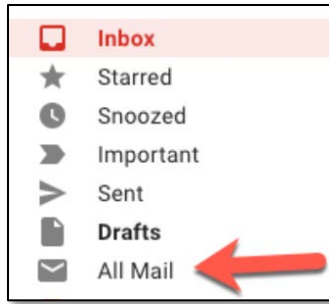 Inbox
Starred
Snoozed
Important
Sent
Drafts
All Mail